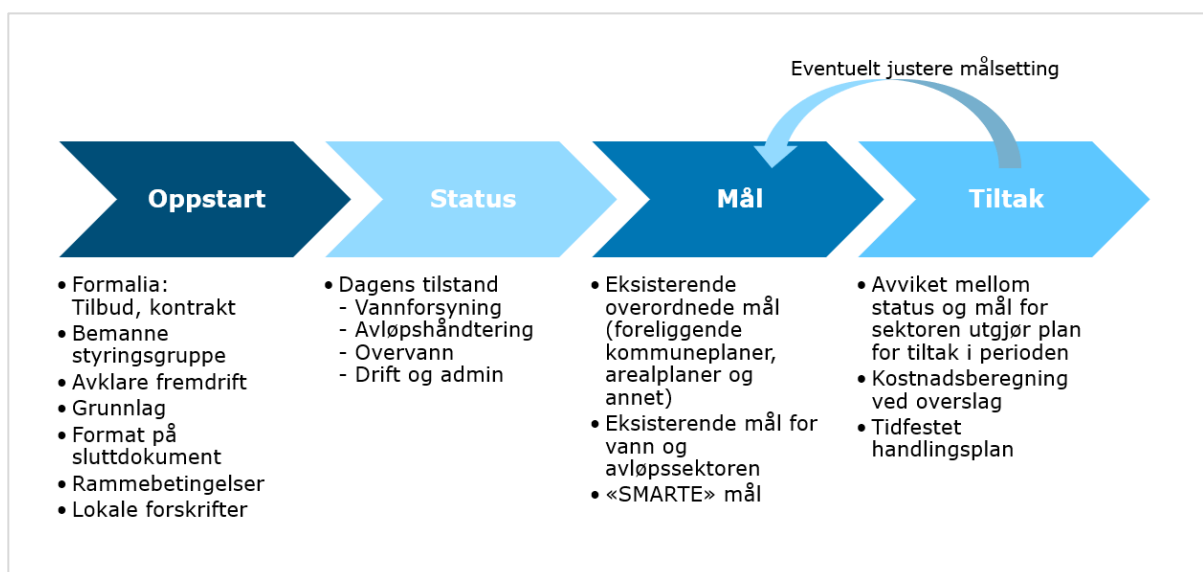 Eventuelt justere målsetting
Oppstart
Status
Mål
Tiltak
• Formalia:
Tilbud, kontrakt
• Bemanne
styringsgruppe
• Avklare fremdrift
• Grunnlag
• Format på
sluttdokument
• Rammebetingelser
• Lokale forskrifter
• Dagens tilstand
- Vannforsyning
- Avløpshåndtering
- Overvann
- Drift og admin
• Eksisterende
overordnede mål
(foreliggende
kommuneplaner,
arealplaner og
annet)
• Eksisterende mål for
vann og
avløpssektoren
• «SMARTE» mål
• Avviket mellom
status og mål for
sektoren utgjør plan
for tiltak i perioden
• Kostnadsberegning
ved overslag
• Tidfestet
handlingsplan